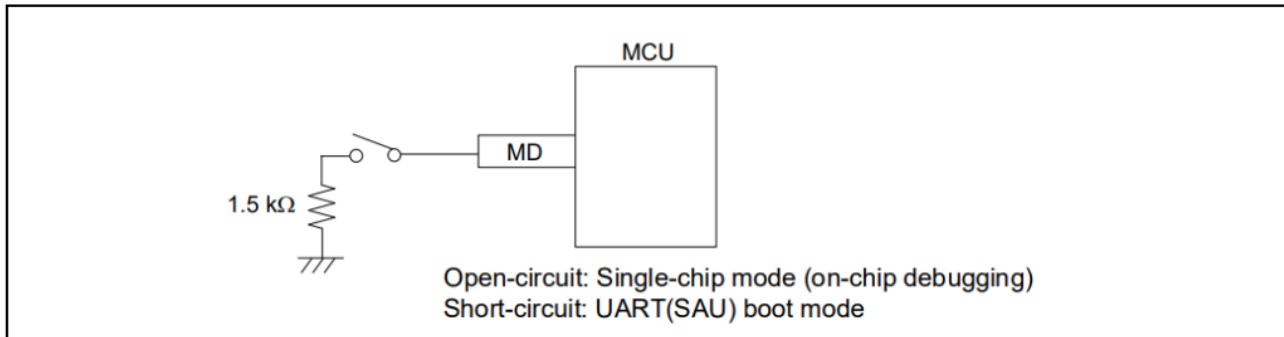 MCU
MD
1.5 kΩ
Open-circuit: Single-chip mode (on-chip debugging)
Short-circuit: UART(SAU) boot mode